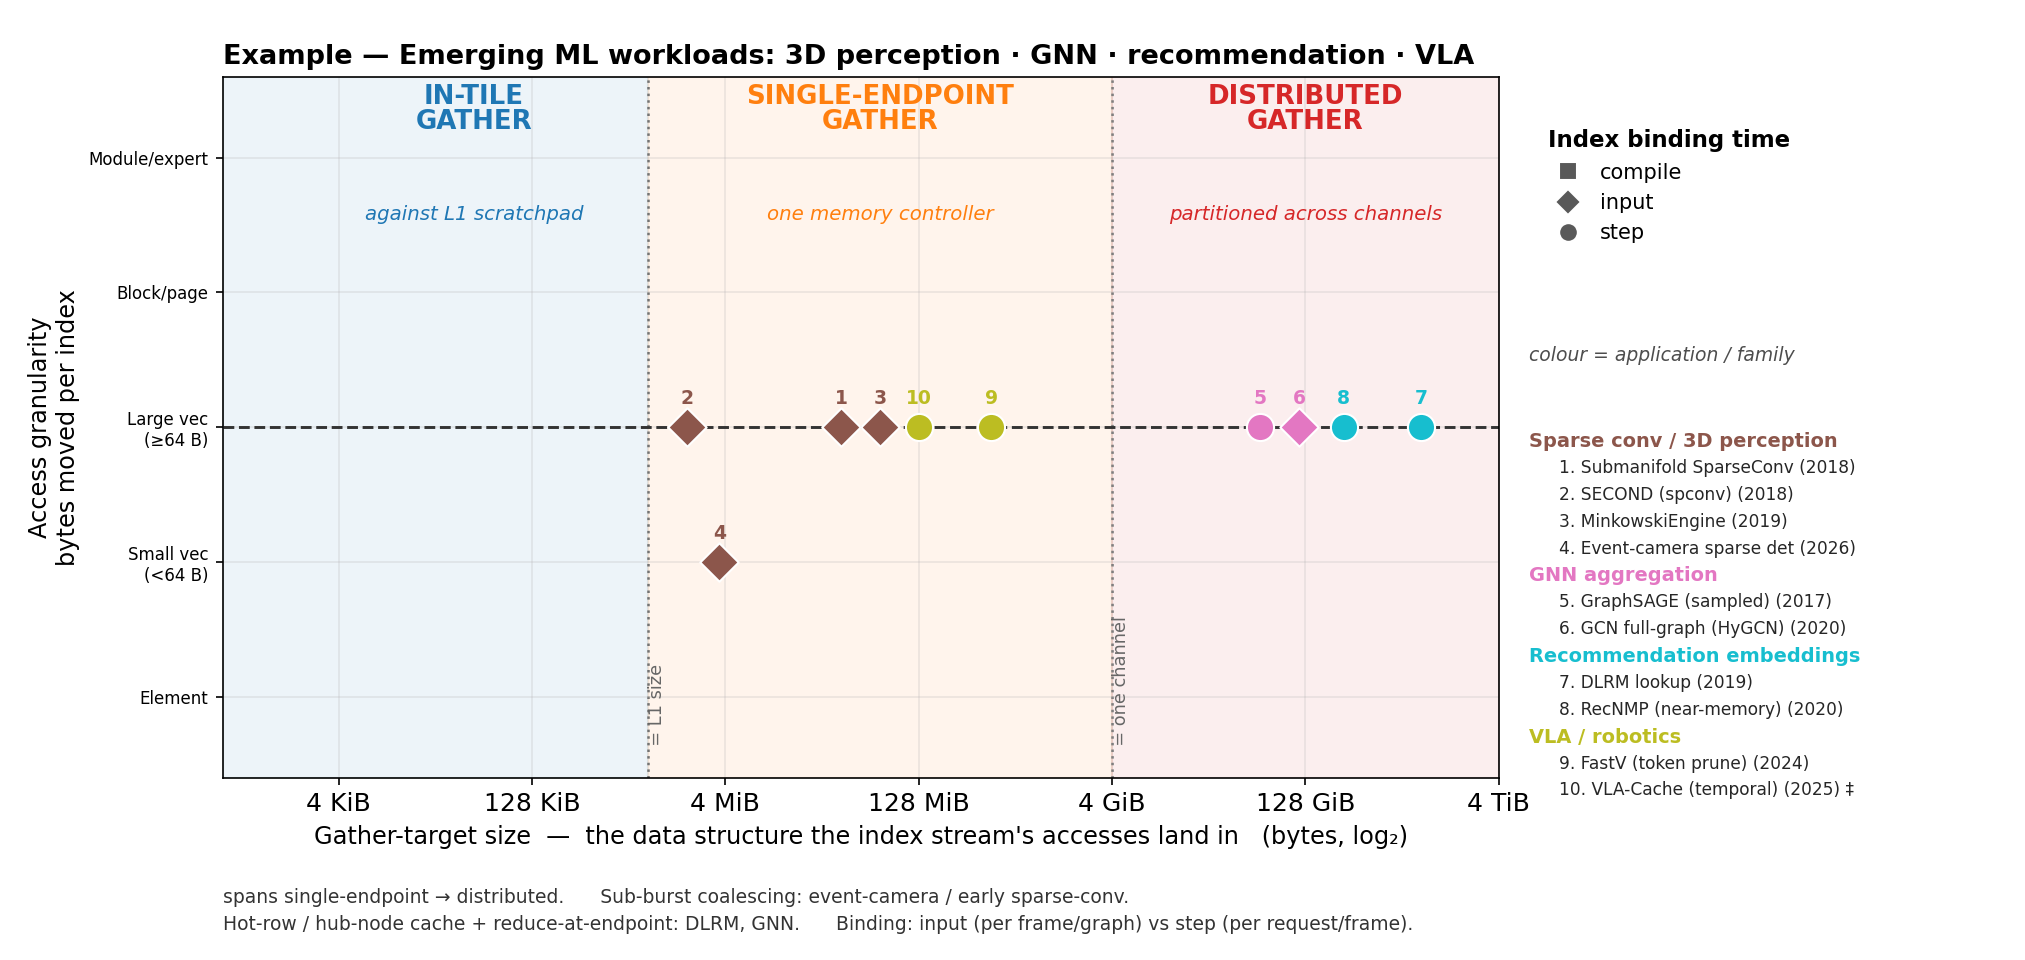 Example — Emerging ML workloads: 3D perception · GNN · recommendation · VLA
IN-TILE
GATHER
SINGLE-ENDPOINT
GATHER
DISTRIBUTED
GATHER
against L1 scratchpad
one memory controller
partitioned across channels
Access granularity
bytes moved per index
Module/expert
Block/page
Large vec
(≥64 B)
Small vec
(<64 B)
Element
2
1
3
10
9
5
6
8
7
4
= L1 size
= one channel
4 KiB
128 KiB
4 MiB
128 MiB
4 GiB
128 GiB
4 TiB
Gather-target size — the data structure the index stream's accesses land in (bytes, log₂)
Index binding time
compile
input
step
colour = application / family
Sparse conv / 3D perception
1. Submanifold SparseConv (2018)
2. SECOND (spconv) (2018)
3. MinkowskiEngine (2019)
4. Event-camera sparse det (2026)
GNN aggregation
5. GraphSAGE (sampled) (2017)
6. GCN full-graph (HyGCN) (2020)
Recommendation embeddings
7. DLRM lookup (2019)
8. RecNMP (near-memory) (2020)
VLA / robotics
9. FastV (token prune) (2024)
10. VLA-Cache (temporal) (2025) ‡
spans single-endpoint → distributed. Sub-burst coalescing: event-camera / early sparse-conv.
Hot-row / hub-node cache + reduce-at-endpoint: DLRM, GNN. Binding: input (per frame/graph) vs step (per request/frame).